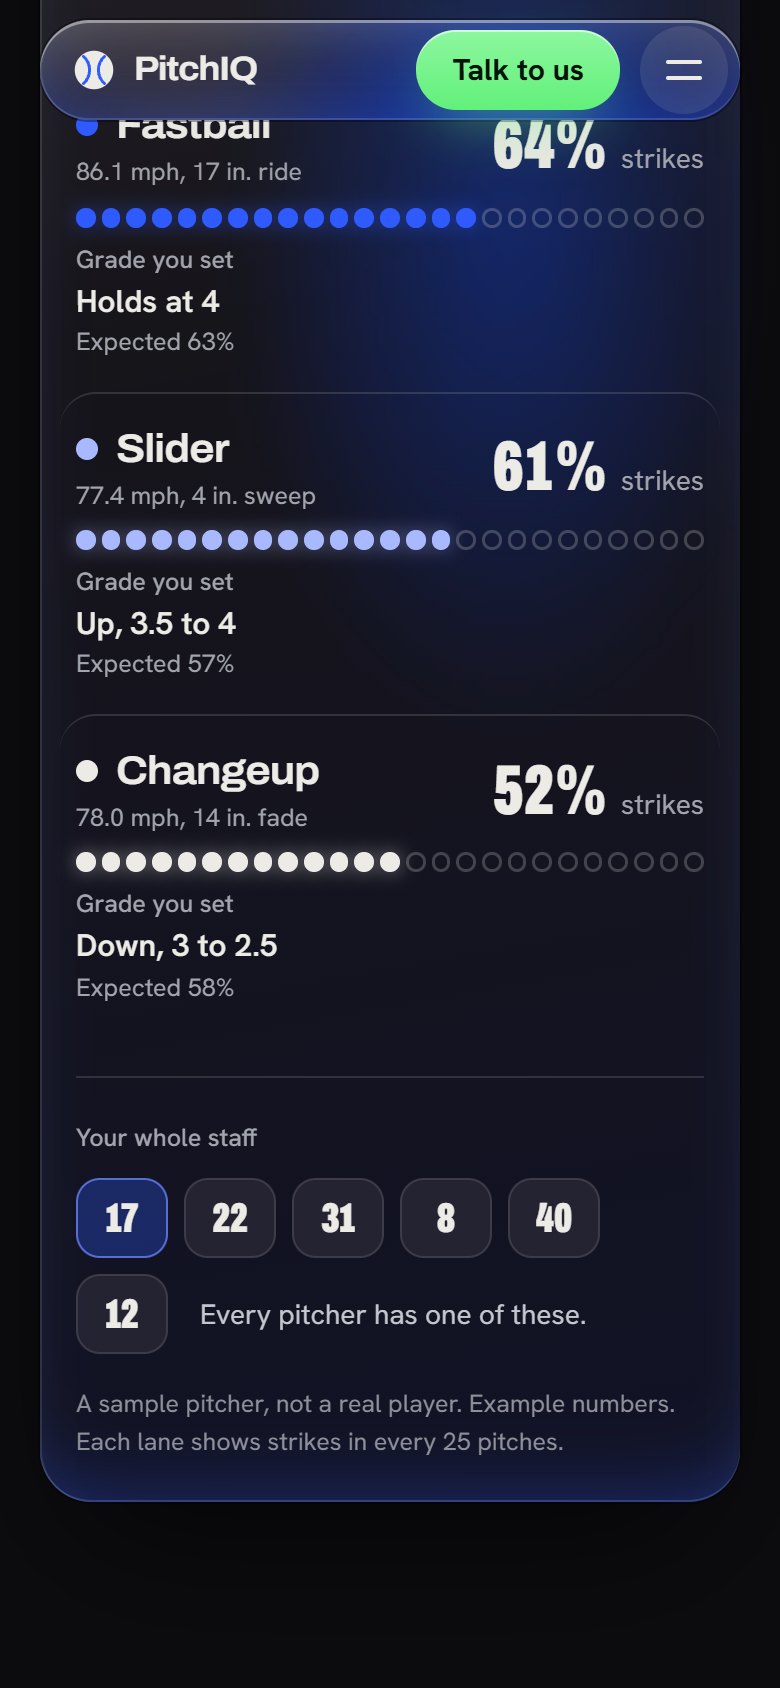 PitchIQ
Talk to us
Fastball
64% strikes
86.1 mph, 17 in. ride
Grade you set
Holds at 4
Expected 63%
Slider
61% strikes
77.4 mph, 4 in. sweep
Grade you set
Up, 3.5 to 4
Expected 57%
Changeup
52% strikes
78.0 mph, 14 in. fade
Grade you set
Down, 3 to 2.5
Expected 58%
Your whole staff
17 22 31 8 40
12 Every pitcher has one of these.
A sample pitcher, not a real player. Example numbers.
Each lane shows strikes in every 25 pitches.